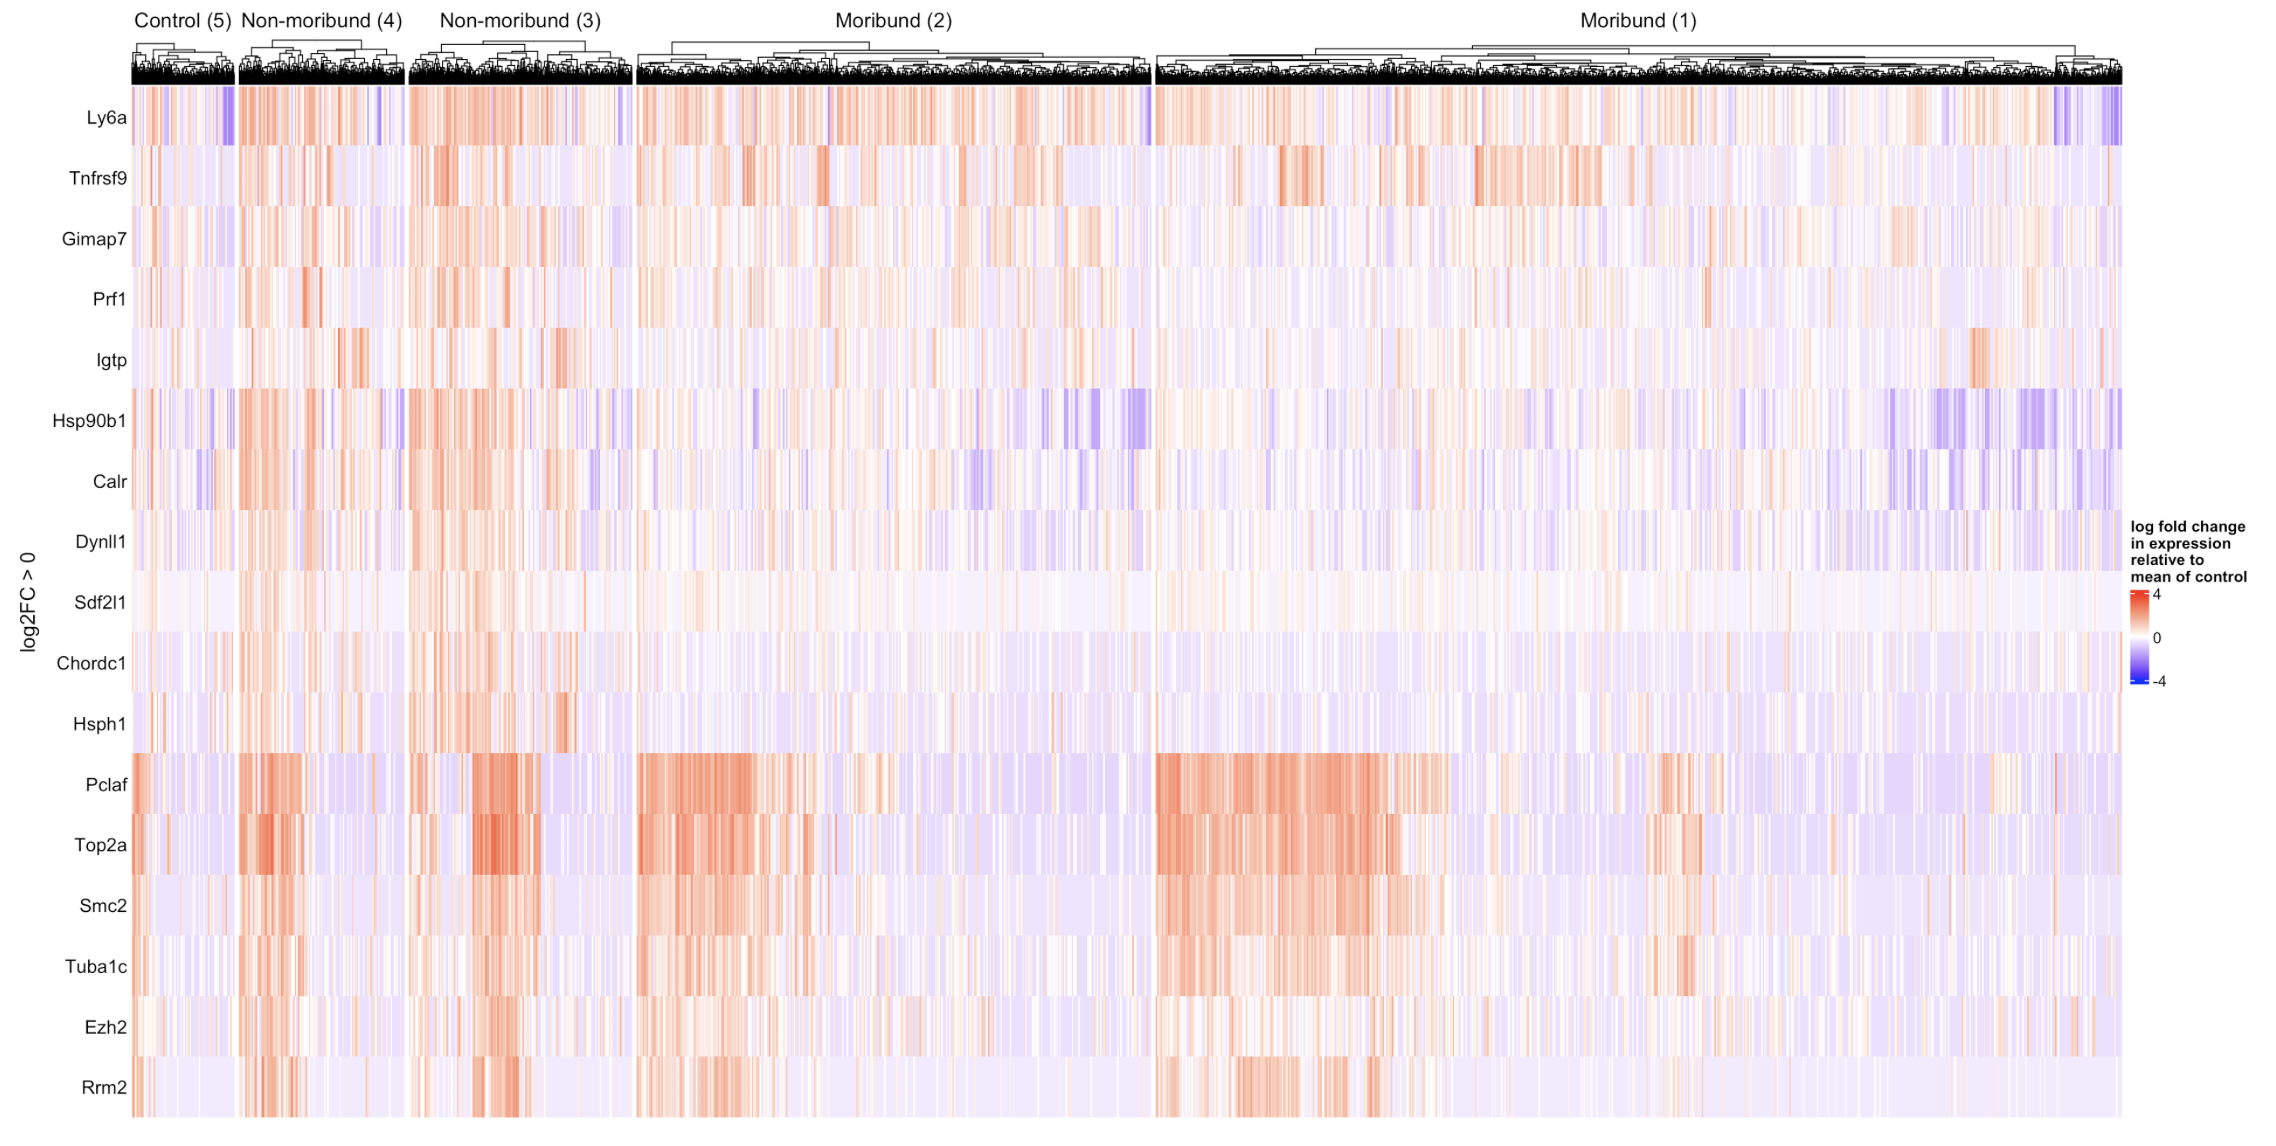 Control (5)
Non-moribund (4)
Non-moribund (3)
Moribund (2)
Moribund (1)
log2FC > 0
Ly6a
Tnfrsf9
Gimap7
Prf1
Igtp
Hsp90b1
Calr
Dynll1
Sdf2l1
Chordc1
Hsph1
Pclaf
Top2a
Smc2
Tuba1c
Ezh2
Rrm2
log fold change
in expression
relative to
mean of control
4
0
-4